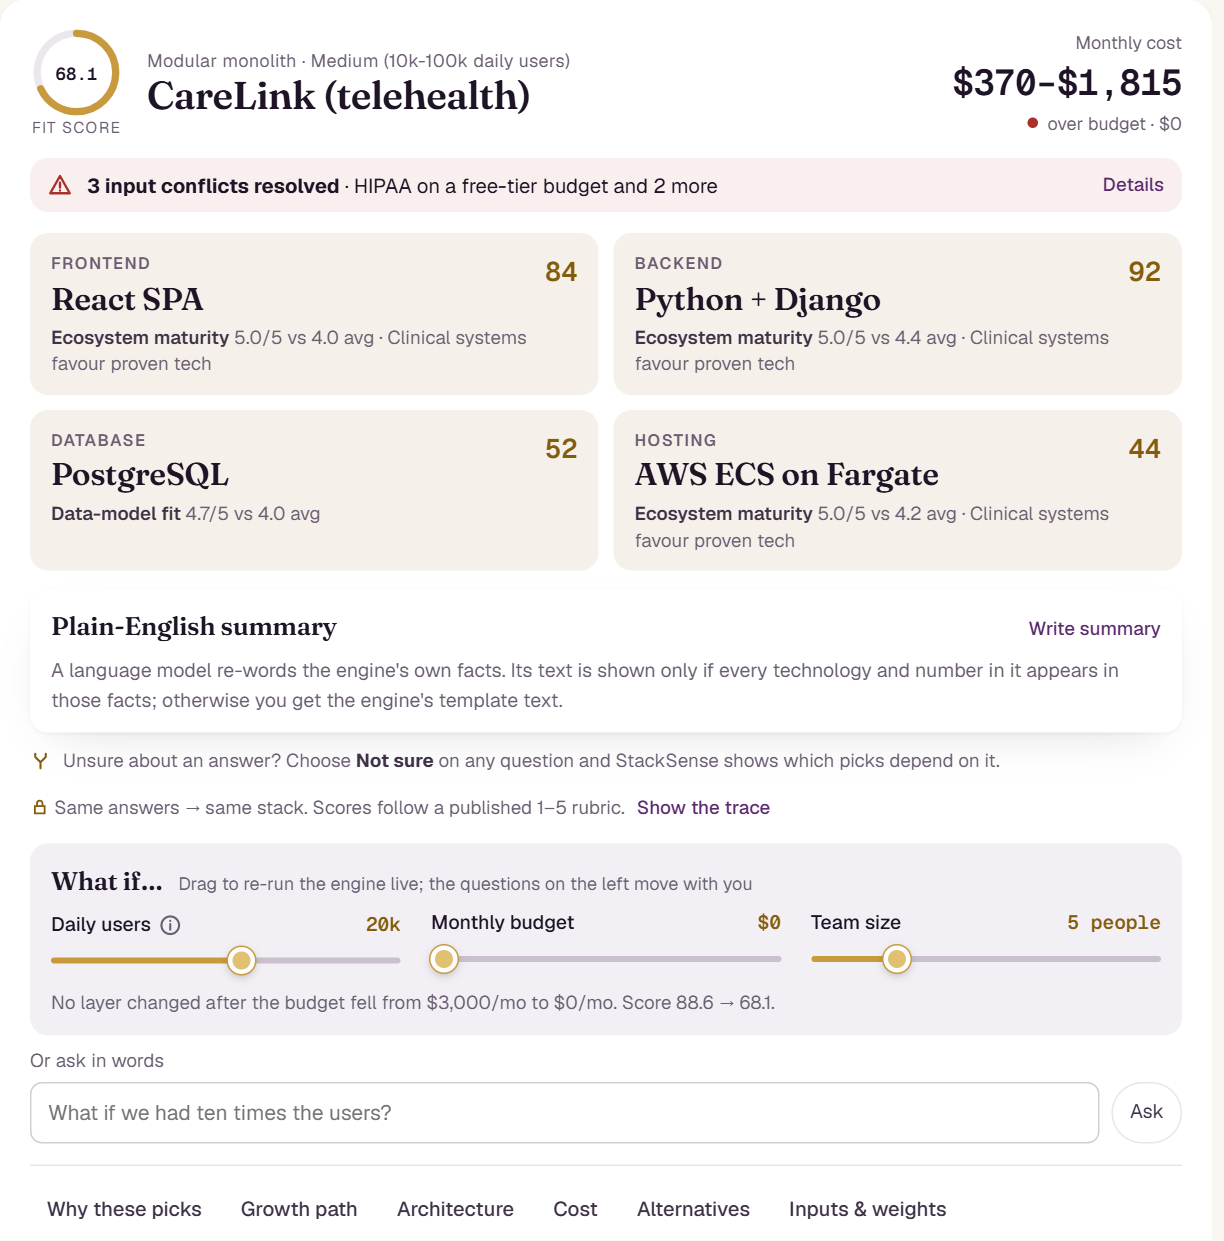 68.1
FIT SCORE
Modular monolith · Medium (10k-100k daily users)
CareLink (telehealth)
Monthly cost
$370–$1,815
over budget · $0
3 input conflicts resolved · HIPAA on a free-tier budget and 2 more
Details
FRONTEND
84
React SPA
Ecosystem maturity 5.0/5 vs 4.0 avg · Clinical systems
favour proven tech
BACKEND
92
Python + Django
Ecosystem maturity 5.0/5 vs 4.4 avg · Clinical systems
favour proven tech
DATABASE
52
PostgreSQL
Data-model fit 4.7/5 vs 4.0 avg
HOSTING
44
AWS ECS on Fargate
Ecosystem maturity 5.0/5 vs 4.2 avg · Clinical systems
favour proven tech
Plain-English summary
Write summary
A language model re-words the engine's own facts. Its text is shown only if every technology and number in it appears in
those facts; otherwise you get the engine's template text.
Unsure about an answer? Choose Not sure on any question and StackSense shows which picks depend on it.
Same answers → same stack. Scores follow a published 1–5 rubric. Show the trace
What if... Drag to re-run the engine live; the questions on the left move with you
Daily users
20k
Monthly budget
$0
Team size
5 people
No layer changed after the budget fell from $3,000/mo to $0/mo. Score 88.6 → 68.1.
Or ask in words
What if we had ten times the users?
Ask
Why these picks
Growth path
Architecture
Cost
Alternatives
Inputs & weights